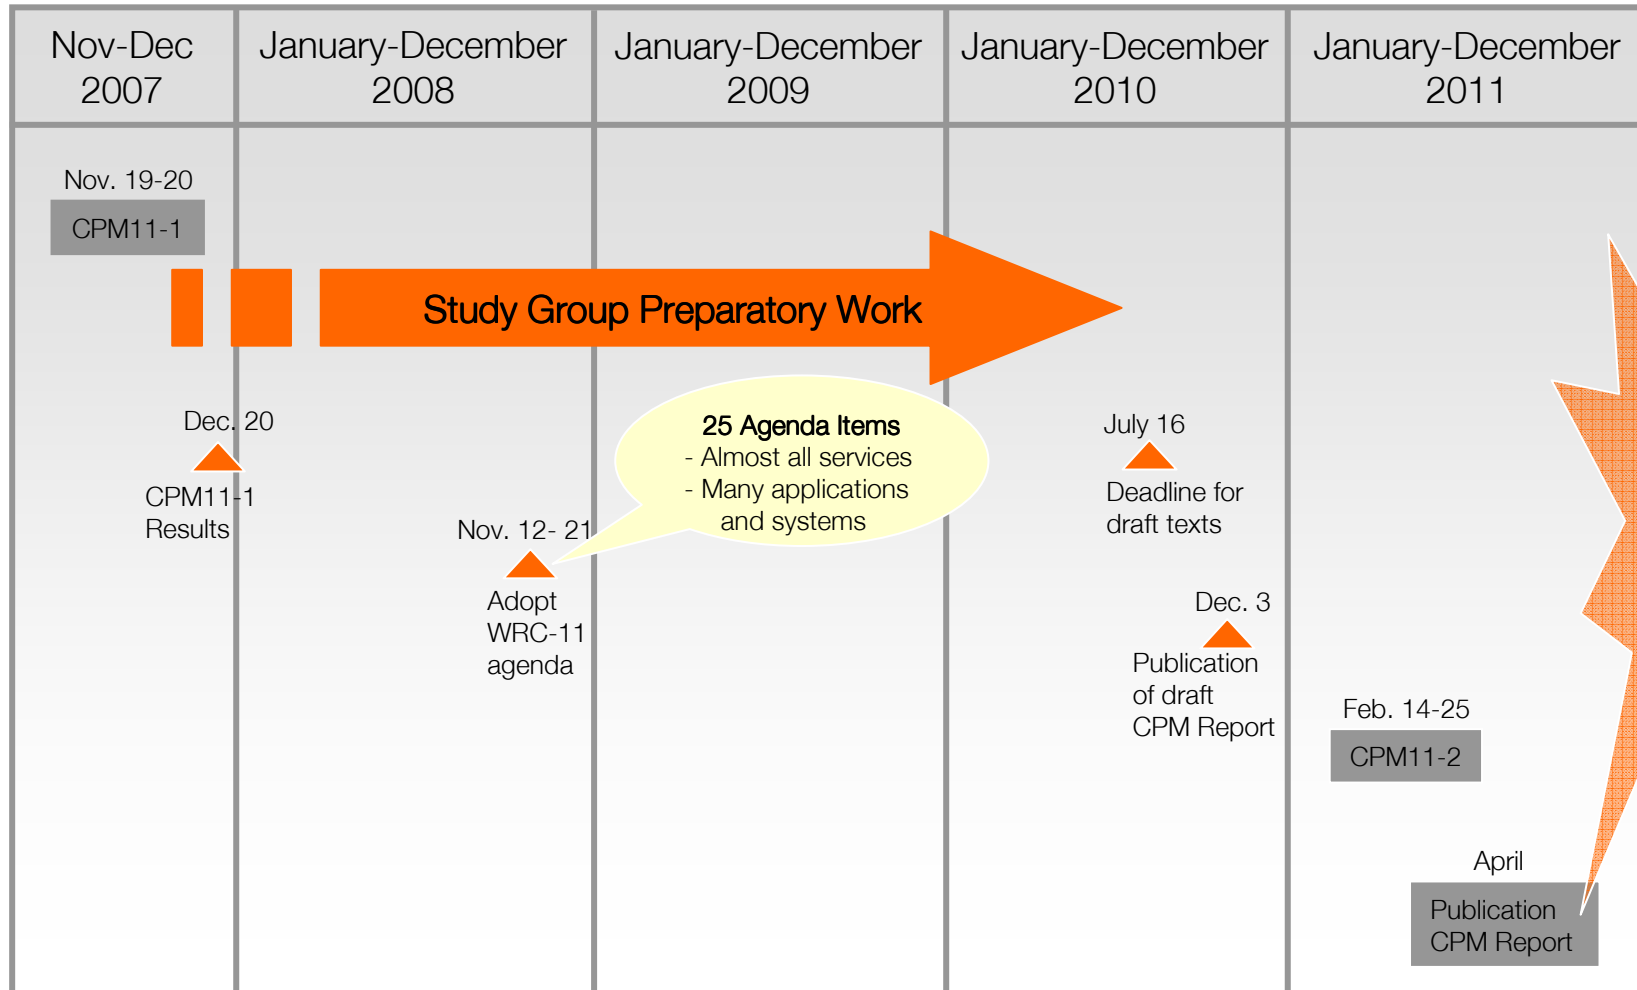 Nov-Dec
2007
January-December
2008
January-December
2009
January-December
2010
January-December
2011
Nov. 19-20
CPM11-1
Study Group Preparatory Work
Dec. 20
CPM11-1
Results
Nov. 12- 21
Adopt
WRC-11
agenda
25 Agenda Items
- Almost all services
- Many applications
and systems
July 16
Deadline for
draft texts
Dec. 3
Publication
of draft
CPM Report
Feb. 14-25
CPM11-2
April
Publication
CPM Report